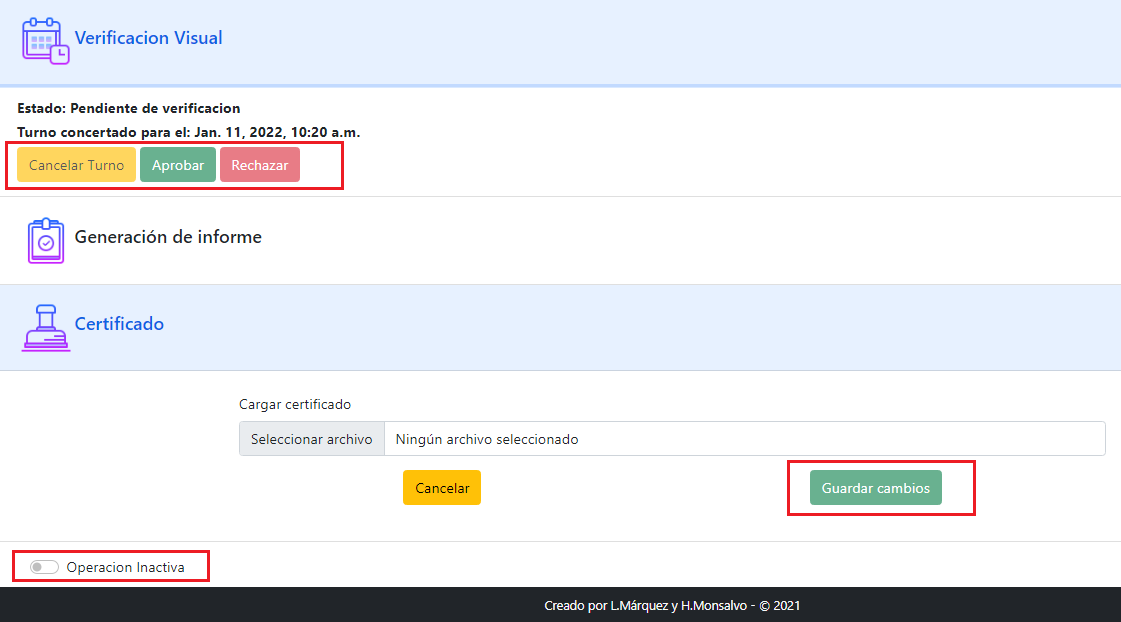 Verificacion Visual
Estado: Pendiente de verificacion
Turno concertado para el: Jan. 11, 2022, 10:20 a.m.
Cancelar Turno Aprobar Rechazar
Generación de informe
Certificado
Cargar certificado
Seleccionar archivo Ningún archivo seleccionado
Cancelar Guardar cambios
Operacion Inactiva
Creado por L.Márquez y H.Monsalvo - © 2021